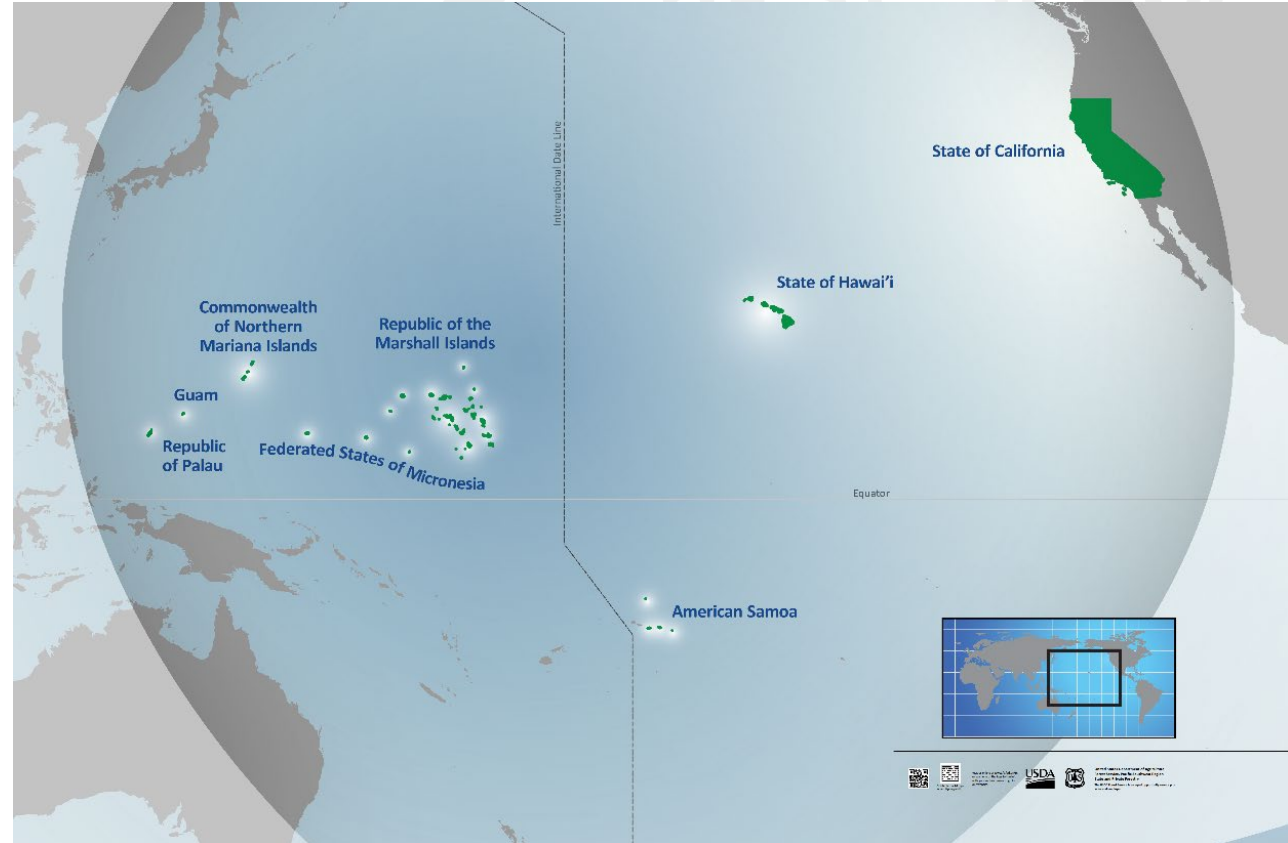 International Date Line
State of California
State of Hawai‘i
Commonwealth
of Northern
Mariana Islands
Republic of the
Marshall Islands
Guam
Republic
of Palau
Federated States of Micronesia
Equator
American Samoa
USDA